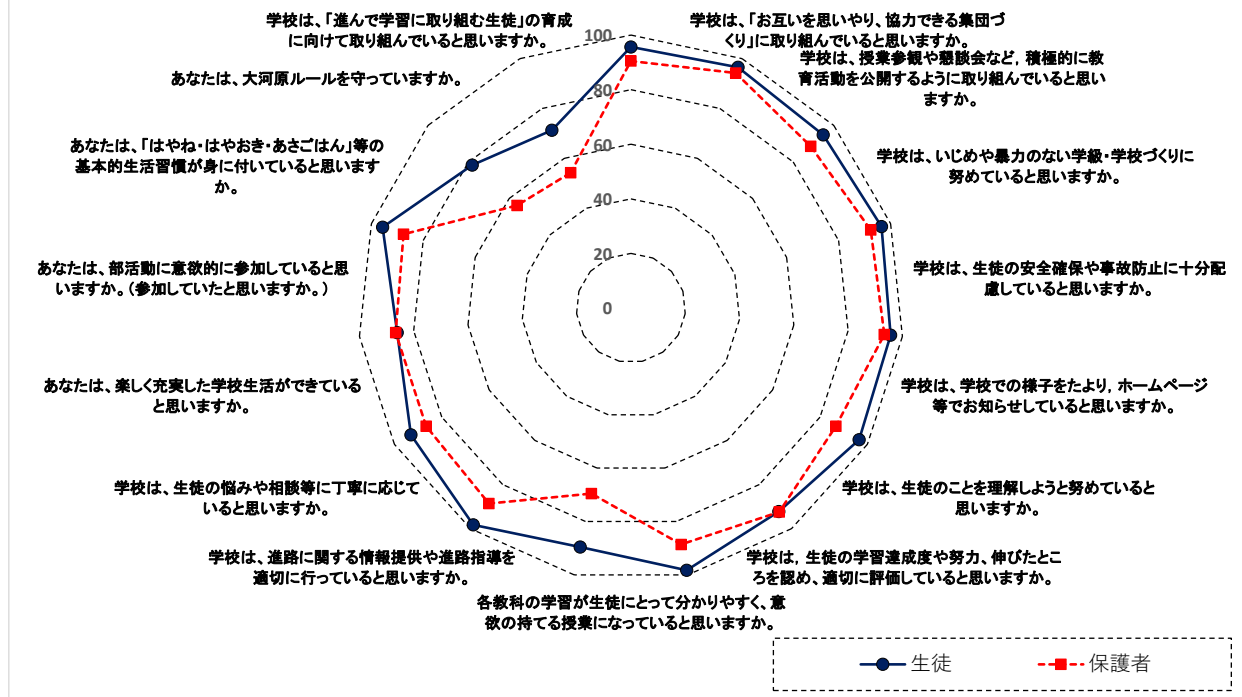 学校は、「進んで学習に取り組む生徒」の育成
に向けて取り組んでいると思いますか。
学校は、「お互いを思いやり、協力できる集団づ
くり」に取り組んでいると思いますか。
学校は、授業参観や懇談会など，積極的に教
育活動を公開するように取り組んでいると思い
ますか。
学校は、いじめや暴力のない学級・学校づくりに
努めていると思いますか。
学校は、生徒の安全確保や事故防止に十分配
慮していると思いますか。
学校は、学校での様子をたより，ホームページ
等でお知らせしていると思いますか。
学校は、生徒のことを理解しようと努めていると
思いますか。
学校は，生徒の学習達成度や努力、伸びたとこ
ろを認め、適切に評価していると思いますか。
各教科の学習が生徒にとって分かりやすく、意
欲の持てる授業になっていると思いますか。
学校は、進路に関する情報提供や進路指導を
適切に行っていると思いますか。
学校は、生徒の悩みや相談等に丁寧に応じて
いると思いますか。
あなたは、楽しく充実した学校生活ができている
と思いますか。
あなたは、部活動に意欲的に参加していると思
いますか。（参加していたと思いますか。）
あなたは、「はやね・はやおき・あさごはん」等の
基本的生活習慣が身に付いていると思います
か。
あなたは、大河原ルールを守っていますか。
100
80
60
40
20
0
生徒
保護者